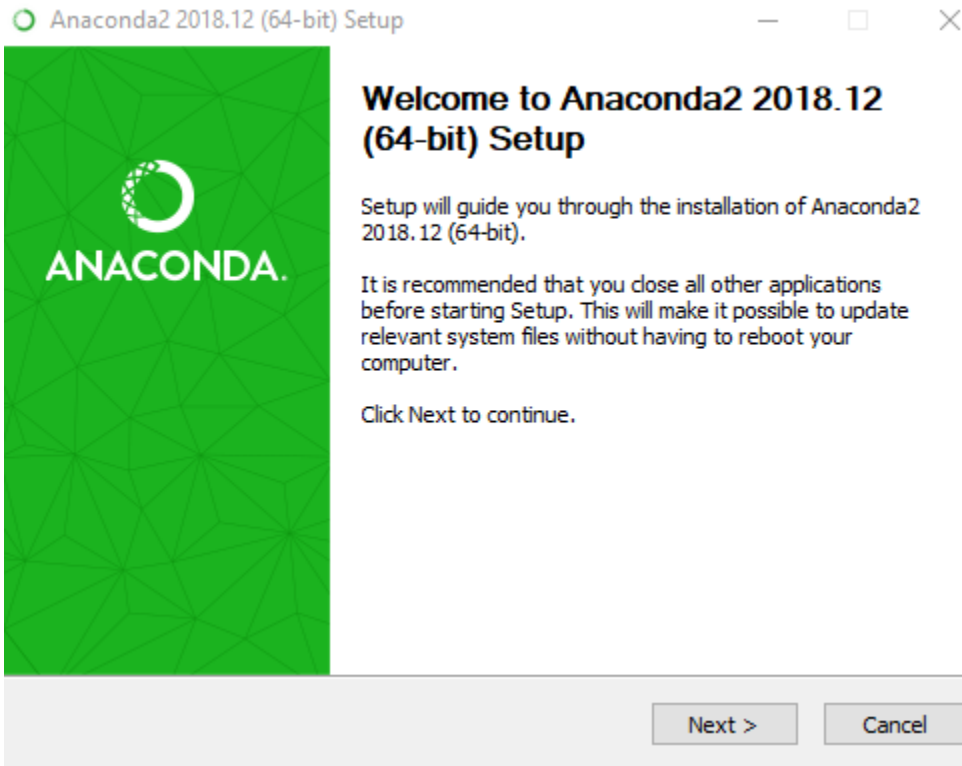 Anaconda2 2018.12 (64-bit) Setup
Welcome to Anaconda2 2018.12
(64-bit) Setup
ANACONDA.
Setup will guide you through the installation of Anaconda2
2018.12 (64-bit).
It is recommended that you close all other applications
before starting Setup. This will make it possible to update
relevant system files without having to reboot your
computer.
Click Next to continue.
Next >
Cancel